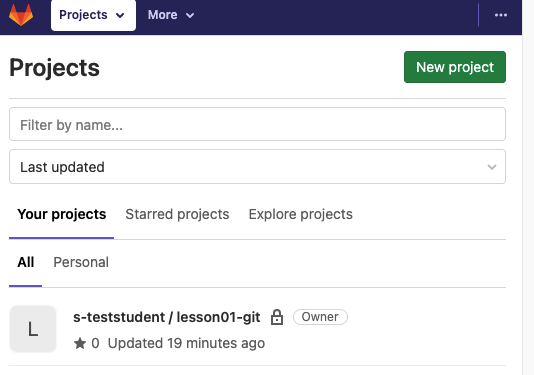 Projects More
Projects
New project
Filter by name...
Last updated
Your projects Starred projects Explore projects
All Personal
L
s-teststudent / lesson01-git Owner
0 Updated 19 minutes ago